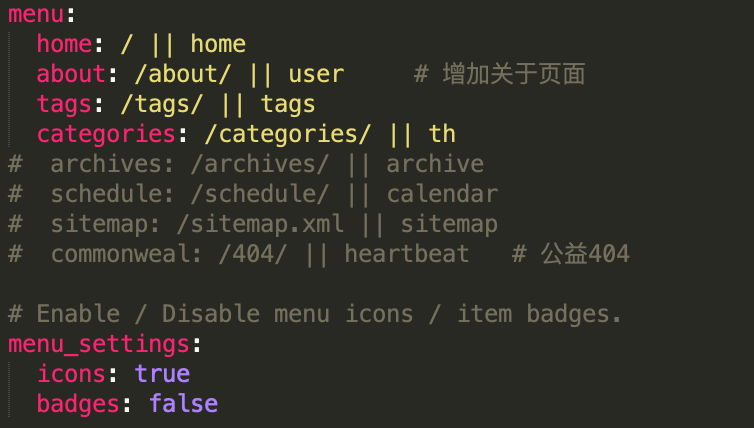 menu:
  home: / || home
  about: /about/ || user     # 增加关于页面
  tags: /tags/ || tags
  categories: /categories/ || th
#  archives: /archives/ || archive
#  schedule: /schedule/ || calendar
#  sitemap: /sitemap.xml || sitemap
#  commonweal: /404/ || heartbeat   # 公益404

# Enable / Disable menu icons / item badges.
menu_settings:
  icons: true
  badges: false